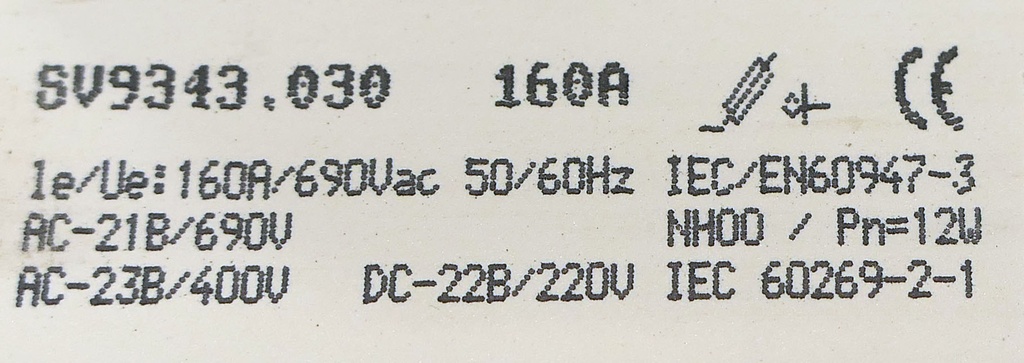 SV9343.030 160A CE
Ie/Ue:160A/690Vac 50/60Hz IEC/EN60947-3
AC-21B/690V NH00 / Pn=12W
AC-23B/400V DC-22B/220V IEC 60269-2-1